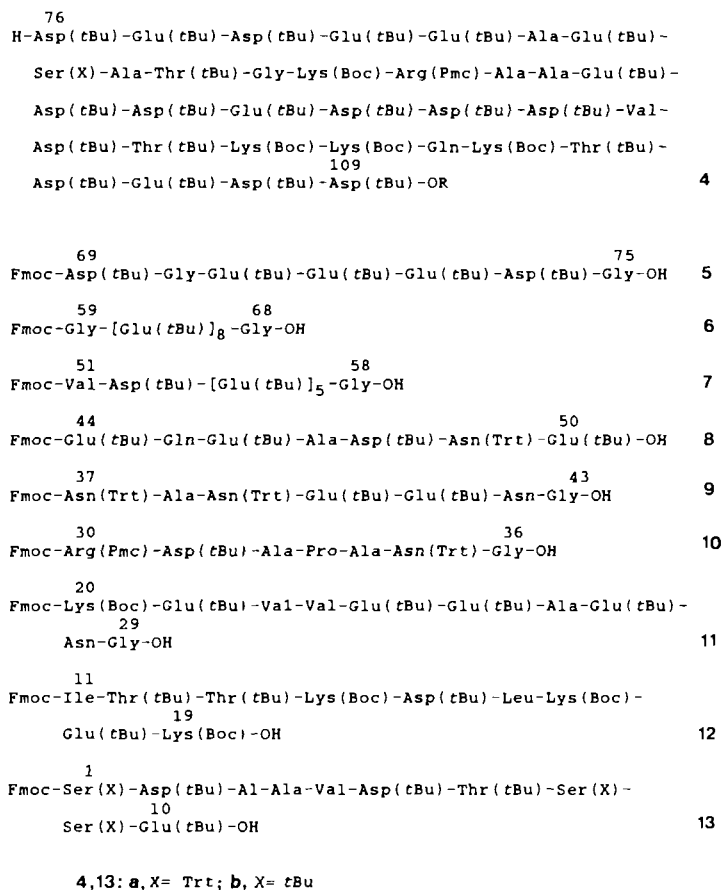 76
H-Asp(tBu)-Glu(tBu)-Asp(tBu)-Glu(tBu)-Glu(tBu)-Ala-Glu(tBu)-
Ser(X)-Ala-Thr(tBu)-Gly-Lys(Boc)-Arg(Pmc)-Ala-Ala-Glu(tBu)-
Asp(tBu)-Asp(tBu)-Glu(tBu)-Asp(tBu)-Asp(tBu)-Asp(tBu)-Val-
Asp(tBu)-Thr(tBu)-Lys(Boc)-Lys(Boc)-Gln-Lys(Boc)-Thr(tBu)-
109
Asp(tBu)-Glu(tBu)-Asp(tBu)-Asp(tBu)-OR 4
69 75
Fmoc-Asp(tBu)-Gly-Glu(tBu)-Glu(tBu)-Glu(tBu)-Asp(tBu)-Gly-OH 5
59 68
Fmoc-Gly-[Glu(tBu)]8-Gly-OH 6
51 58
Fmoc-Val-Asp(tBu)-[Glu(tBu)]5-Gly-OH 7
44 50
Fmoc-Glu(tBu)-Gln-Glu(tBu)-Ala-Asp(tBu)-Asn(Trt)-Glu(tBu)-OH 8
37 43
Fmoc-Asn(Trt)-Ala-Asn(Trt)-Glu(tBu)-Glu(tBu)-Asn-Gly-OH 9
30 36
Fmoc-Arg(Pmc)-Asp(tBu)-Ala-Pro-Ala-Asn(Trt)-Gly-OH 10
20
Fmoc-Lys(Boc)-Glu(tBu)-Val-Val-Glu(tBu)-Glu(tBu)-Ala-Glu(tBu)-
29
Asn-Gly-OH 11
11
Fmoc-Ile-Thr(tBu)-Thr(tBu)-Lys(Boc)-Asp(tBu)-Leu-Lys(Boc)-
19
Glu(tBu)-Lys(Boc)-OH 12
1
Fmoc-Ser(X)-Asp(tBu)-Al-Ala-Val-Asp(tBu)-Thr(tBu)-Ser(X)-
10
Ser(X)-Glu(tBu)-OH 13
4,13: a, X= Trt; b, X= tBu